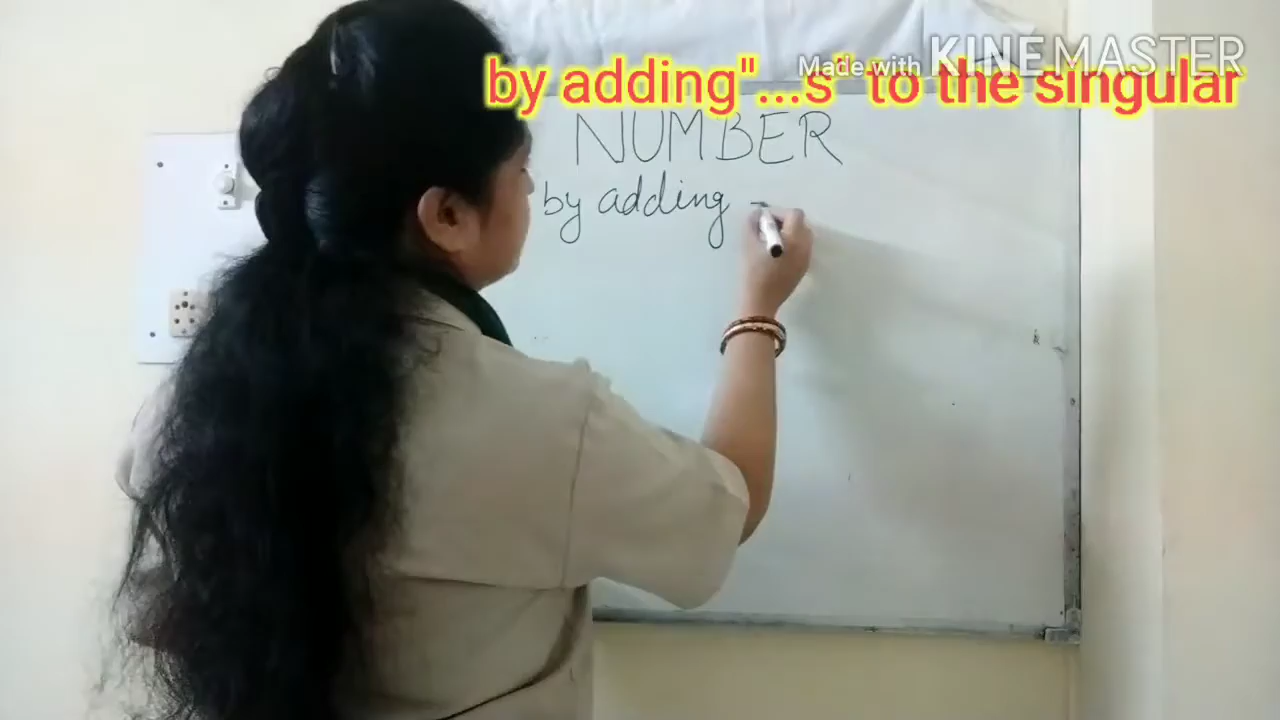 Made with KINEMASTER
by adding"...s" to the singular
NUMBER
by adding -